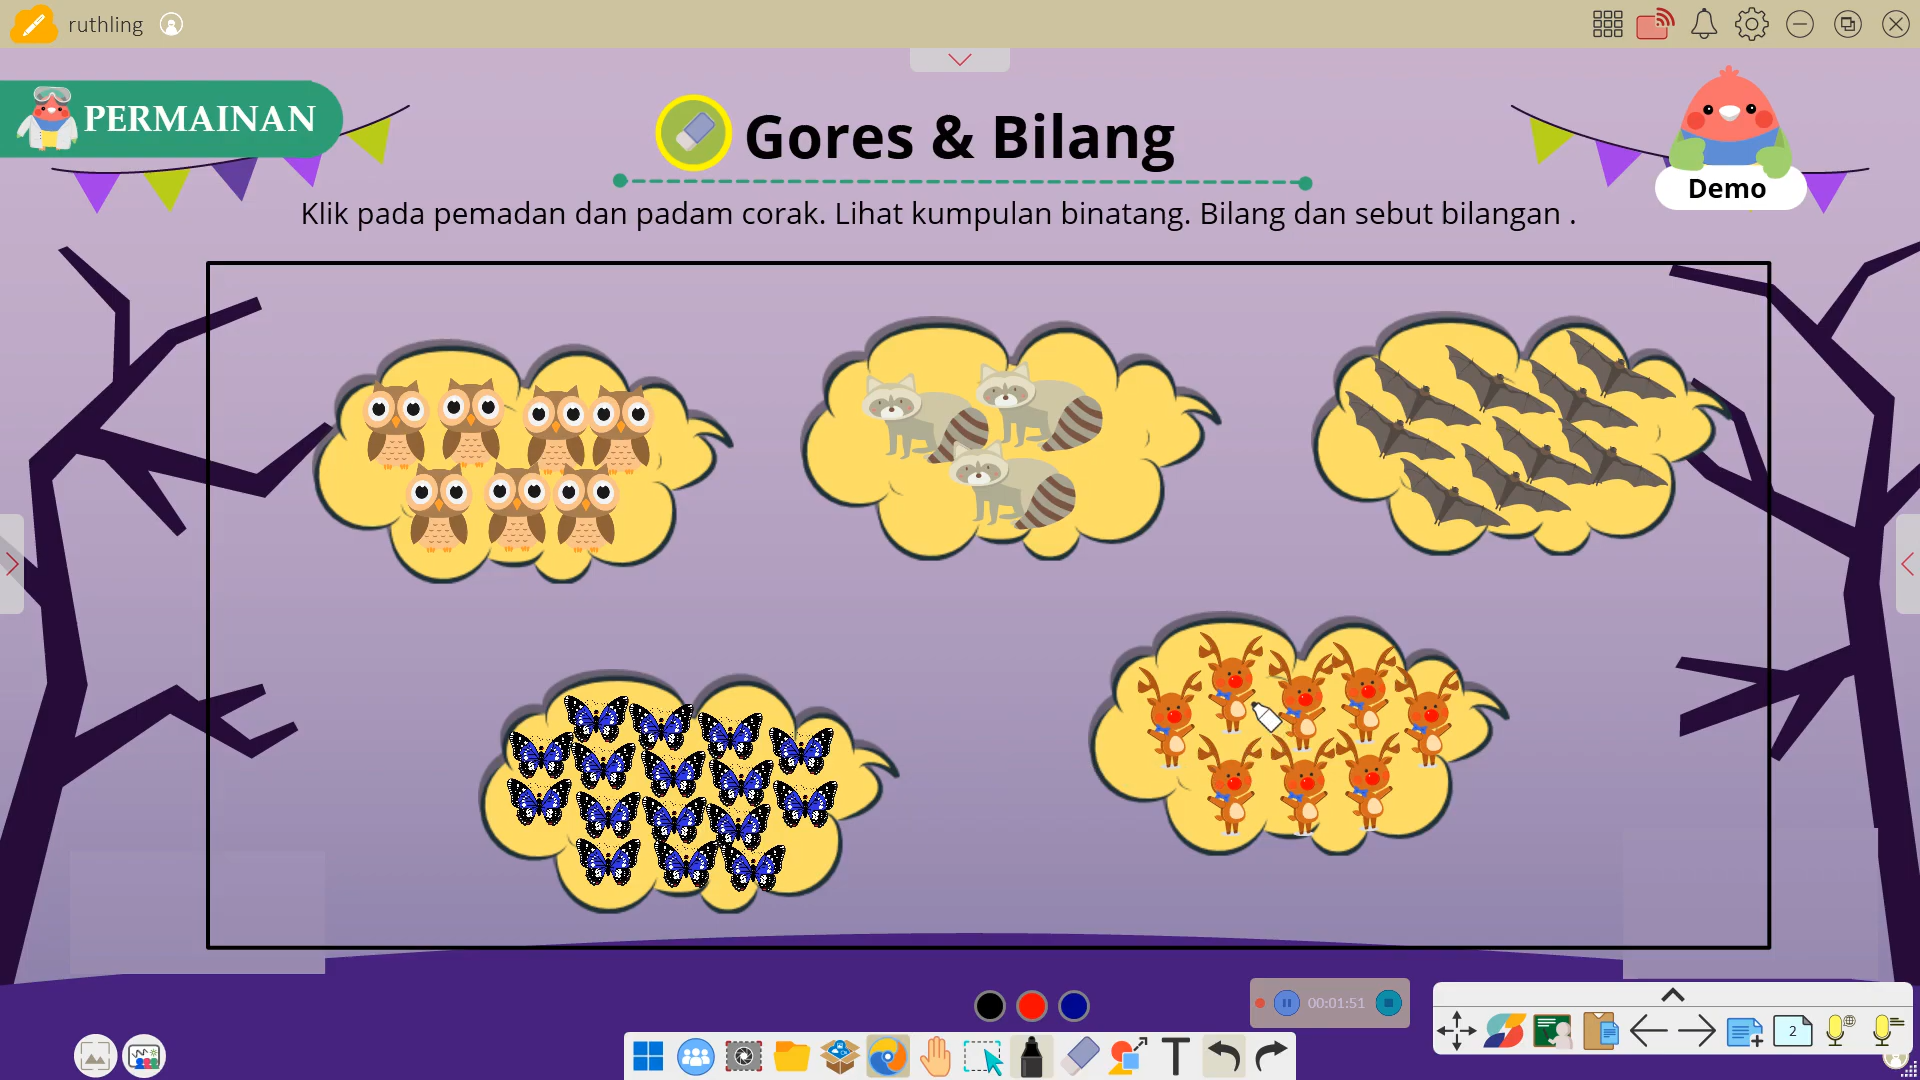 ruthling
PERMAINAN
Gores & Bilang
Demo
Klik pada pemadan dan padam corak. Lihat kumpulan binatang. Bilang dan sebut bilangan .
00:01:51
2